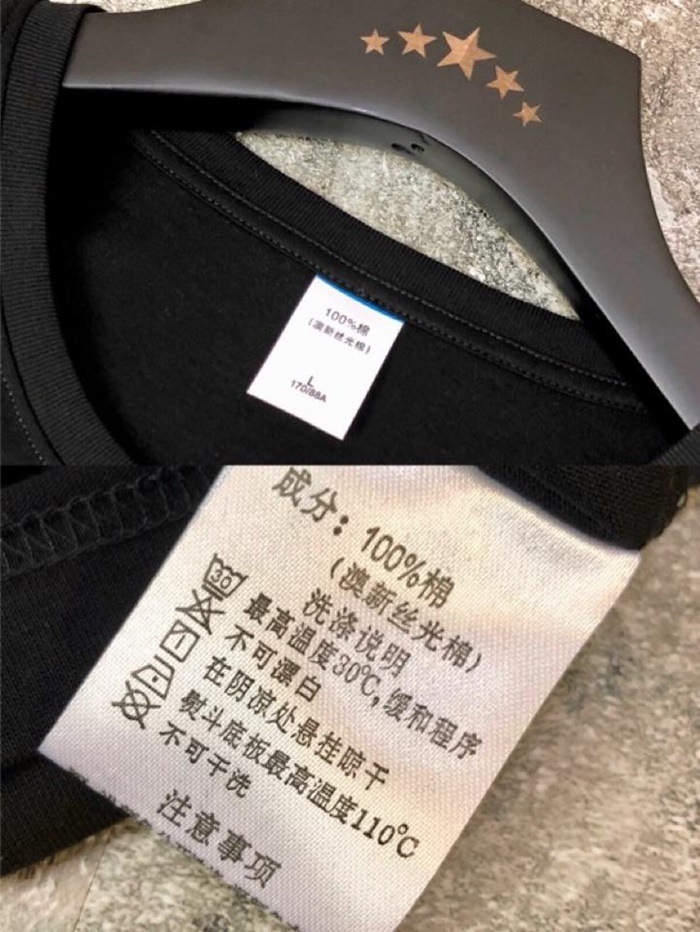 100%棉
(澳新丝光棉)
L
170/88A
成分：100%棉
(澳新丝光棉)
洗涤说明
30
最高温度30℃,缓和程序
不可漂白
在阴凉处悬挂晾干
熨斗底板最高温度110℃
不可干洗
注意事项